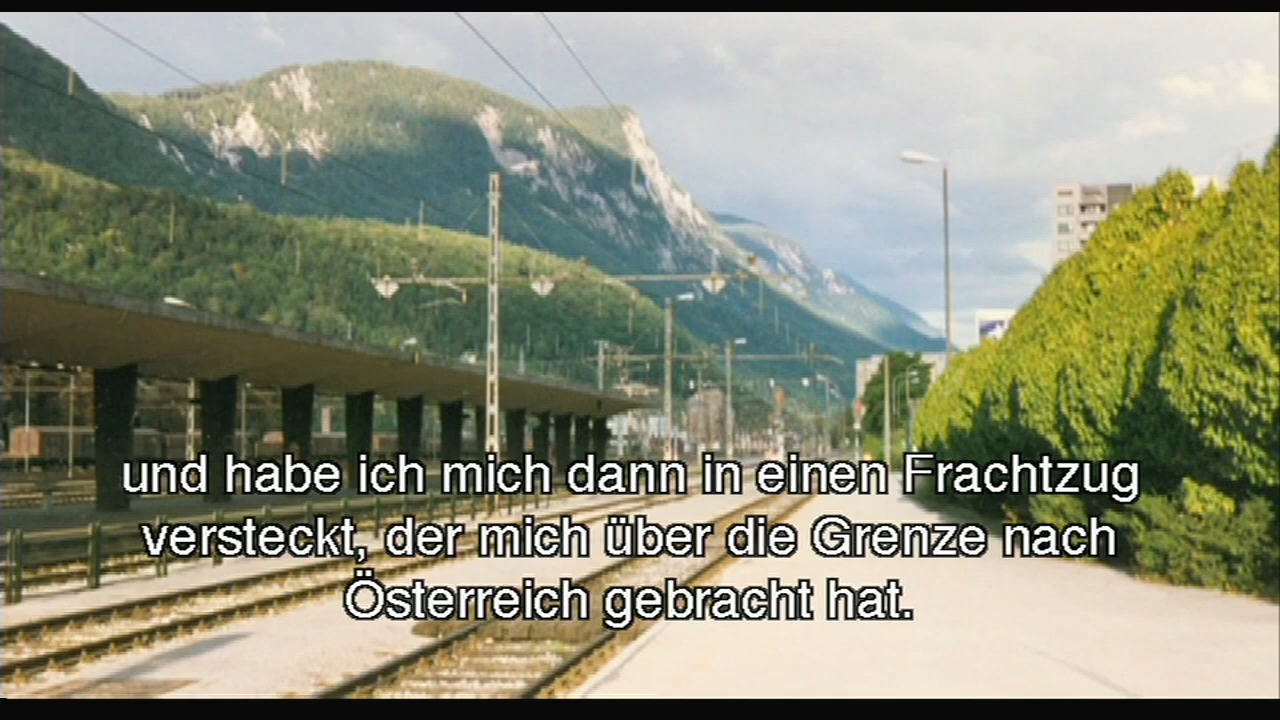 und habe ich mich dann in einen Frachtzug
versteckt, der mich über die Grenze nach
Österreich gebracht hat.